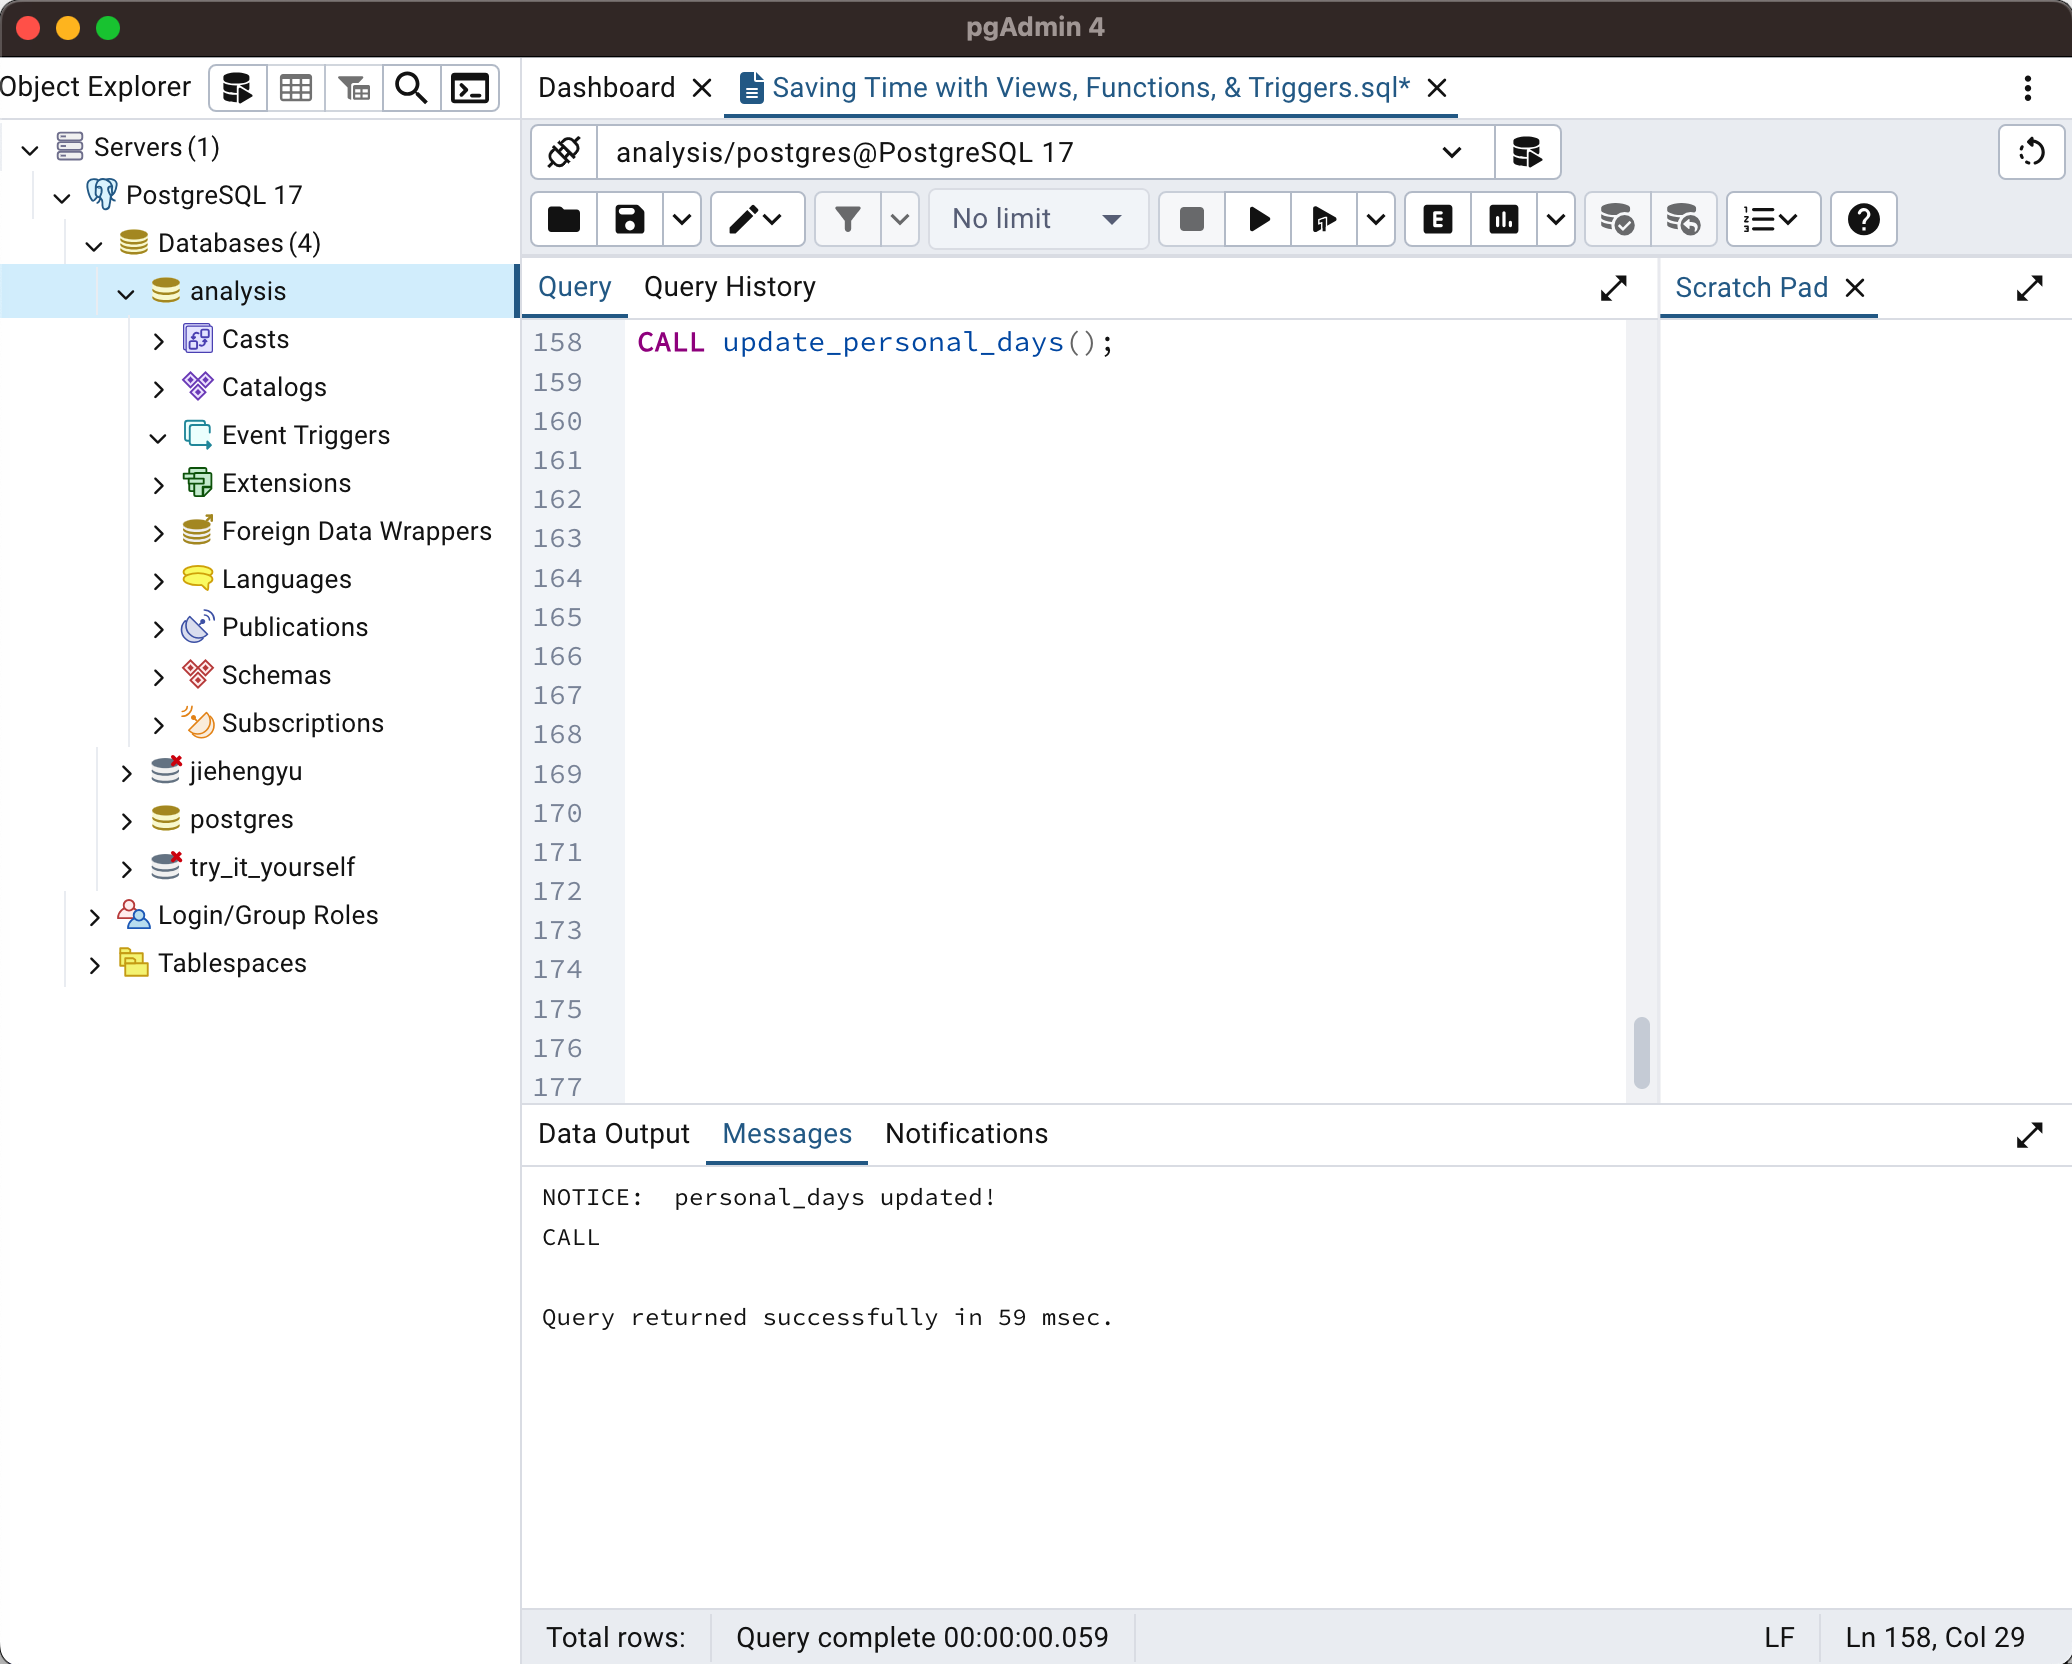 pgAdmin 4
Object Explorer
Dashboard
Saving Time with Views, Functions, & Triggers.sql*
Servers (1)
PostgreSQL 17
Databases (4)
analysis
Casts
Catalogs
Event Triggers
Extensions
Foreign Data Wrappers
Languages
Publications
Schemas
Subscriptions
jiehengyu
postgres
try_it_yourself
Login/Group Roles
Tablespaces
analysis/postgres@PostgreSQL 17
No limit
E
Query
Query History
Scratch Pad
158 CALL update_personal_days();
159
160
161
162
163
164
165
166
167
168
169
170
171
172
173
174
175
176
177
Data Output
Messages
Notifications
NOTICE:  personal_days updated!
CALL
Query returned successfully in 59 msec.
Total rows:
Query complete 00:00:00.059
LF
Ln 158, Col 29